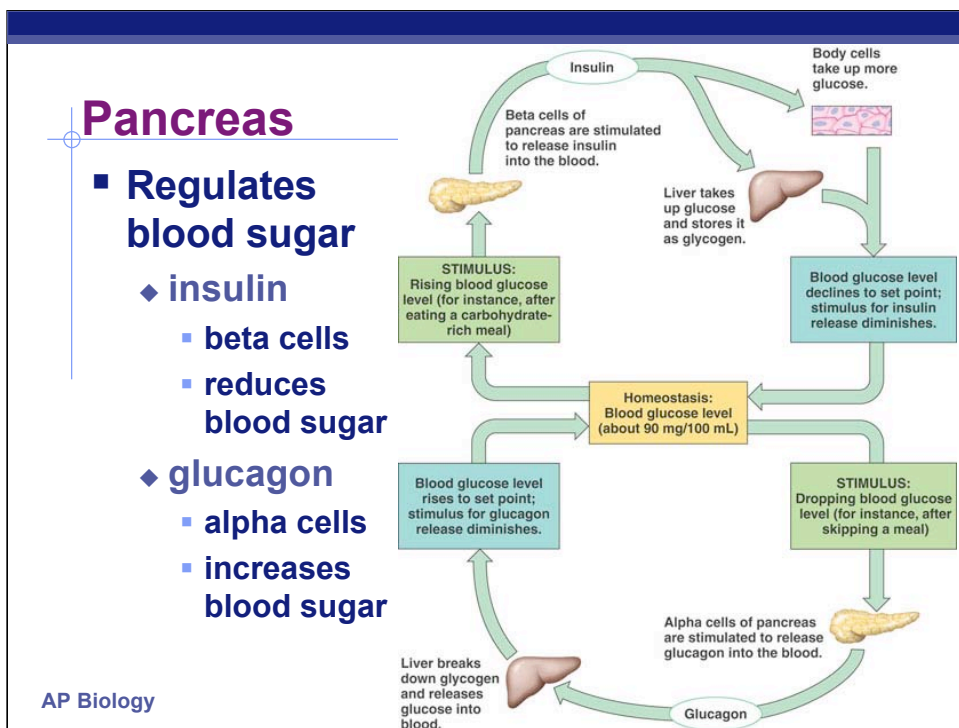 Pancreas
Regulates
blood sugar
insulin
beta cells
reduces
blood sugar
glucagon
alpha cells
increases
blood sugar
AP Biology
Insulin
Body cells
take up more
glucose.
Beta cells of
pancreas are stimulated
to release insulin
into the blood.
Liver takes
up glucose
and stores it
as glycogen.
STIMULUS:
Rising blood glucose
level (for instance, after
eating a carbohydrate-
rich meal)
Blood glucose level
declines to set point;
stimulus for insulin
release diminishes.
Homeostasis:
Blood glucose level
(about 90 mg/100 mL)
Blood glucose level
rises to set point;
stimulus for glucagon
release diminishes.
STIMULUS:
Dropping blood glucose
level (for instance, after
skipping a meal)
Alpha cells of pancreas
are stimulated to release
glucagon into the blood.
Liver breaks
down glycogen
and releases
glucose into
blood.
Glucagon